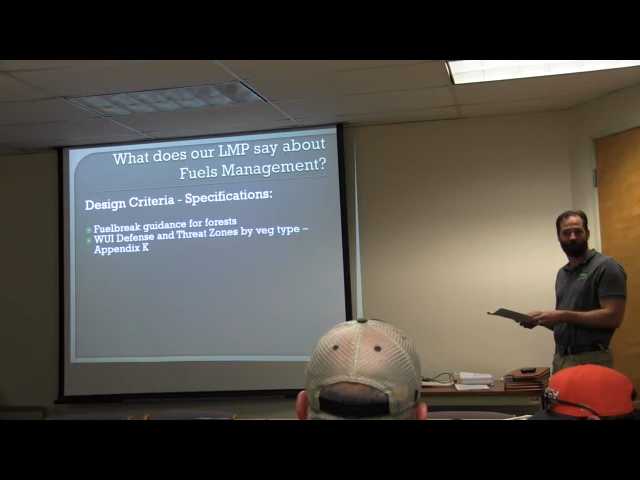 What does our LMP say about
Fuels Management?
Design Criteria - Specifications:
Fuelbreak guidance for forests
WUI Defense and Threat Zones by veg type –
Appendix K